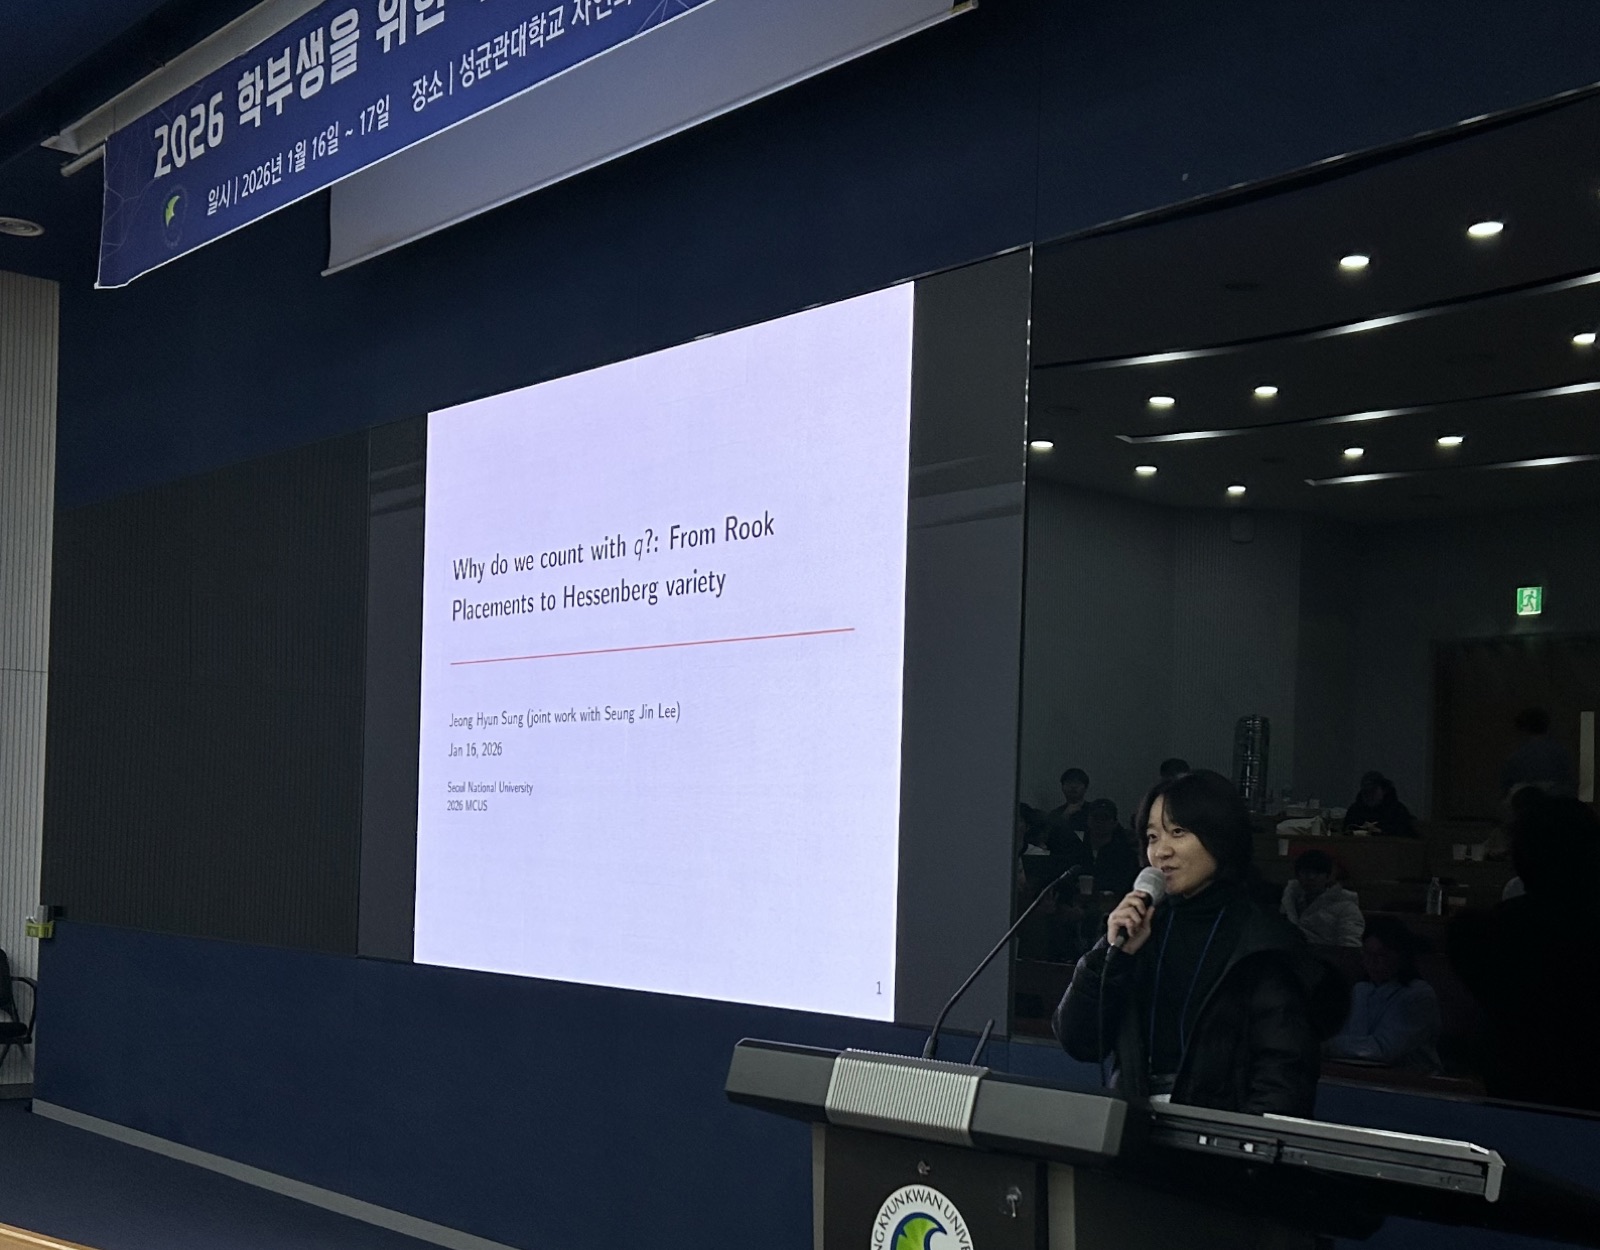 2026 학부생을 위한
일시 | 2026년 1월 16일 ~ 17일 장소 | 성균관대학교
Why do we count with q?: From Rook
Placements to Hessenberg variety
Jeong Hyun Sung (joint work with Seung Jin Lee)
Jan 16, 2026
Seoul National University
2026 MCUS
1